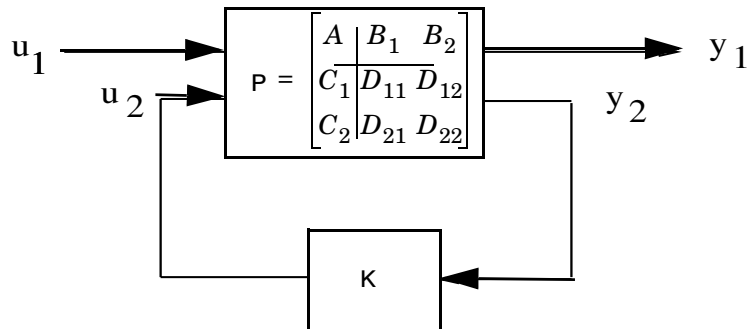 u1
u2
P = [ A | B1 B2
C1 | D11 D12
C2 | D21 D22 ]
y1
y2
K